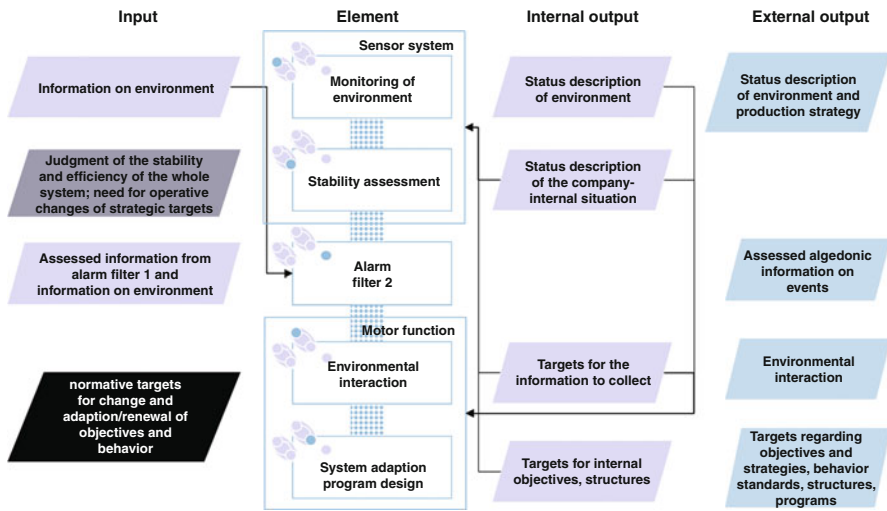 Input
Element
Internal output
External output
Sensor system
Information on environment
Monitoring of
environment
Status description
of environment
Status description
of environment and
production strategy
Judgment of the stability
and efficiency of the whole
system; need for operative
changes of strategic targets
Stability assessment
Status description
of the company-
internal situation
Assessed information from
alarm filter 1 and
information on environment
Alarm
filter 2
Assessed algedonic
information on
events
Motor function
normative targets
for change and
adaption/renewal of
objectives and
behavior
Environmental
interaction
Targets for the
information to collect
Environmental
interaction
System adaption
program design
Targets for internal
objectives, structures
Targets regarding
objectives and
strategies, behavior
standards, structures,
programs